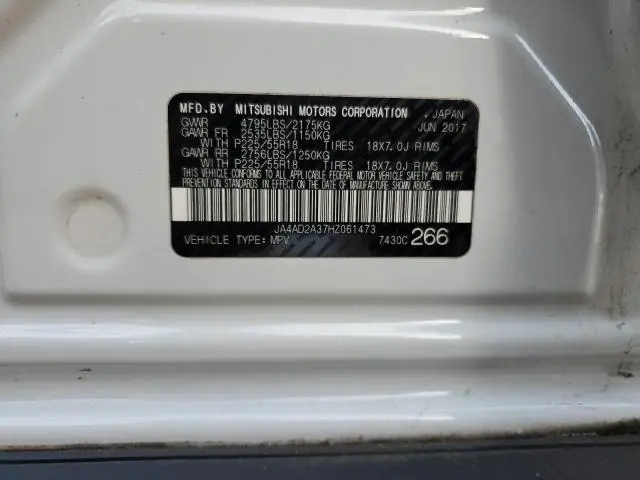 MFD.BY MITSUBISHI MOTORS CORPORATION JAPAN
GVWR 4795LBS/2175KG JUN 2017
GAWR FR 2535LBS/1150KG
WITH P225/55R18 TIRES 18X7.0J RIMS
GAWR RR 2756LBS/1250KG
WITH P225/55R18 TIRES 18X7.0J RIMS
THIS VEHICLE CONFORMS TO ALL APPLICABLE FEDERAL MOTOR VEHICLE SAFETY AND THEFT
PREVENTION STANDARDS IN EFFECT ON THE DATE OF MANUFACTURE SHOWN ABOVE.
JA4AD2A37HZ061473
VEHICLE TYPE: MPV 7430C 266